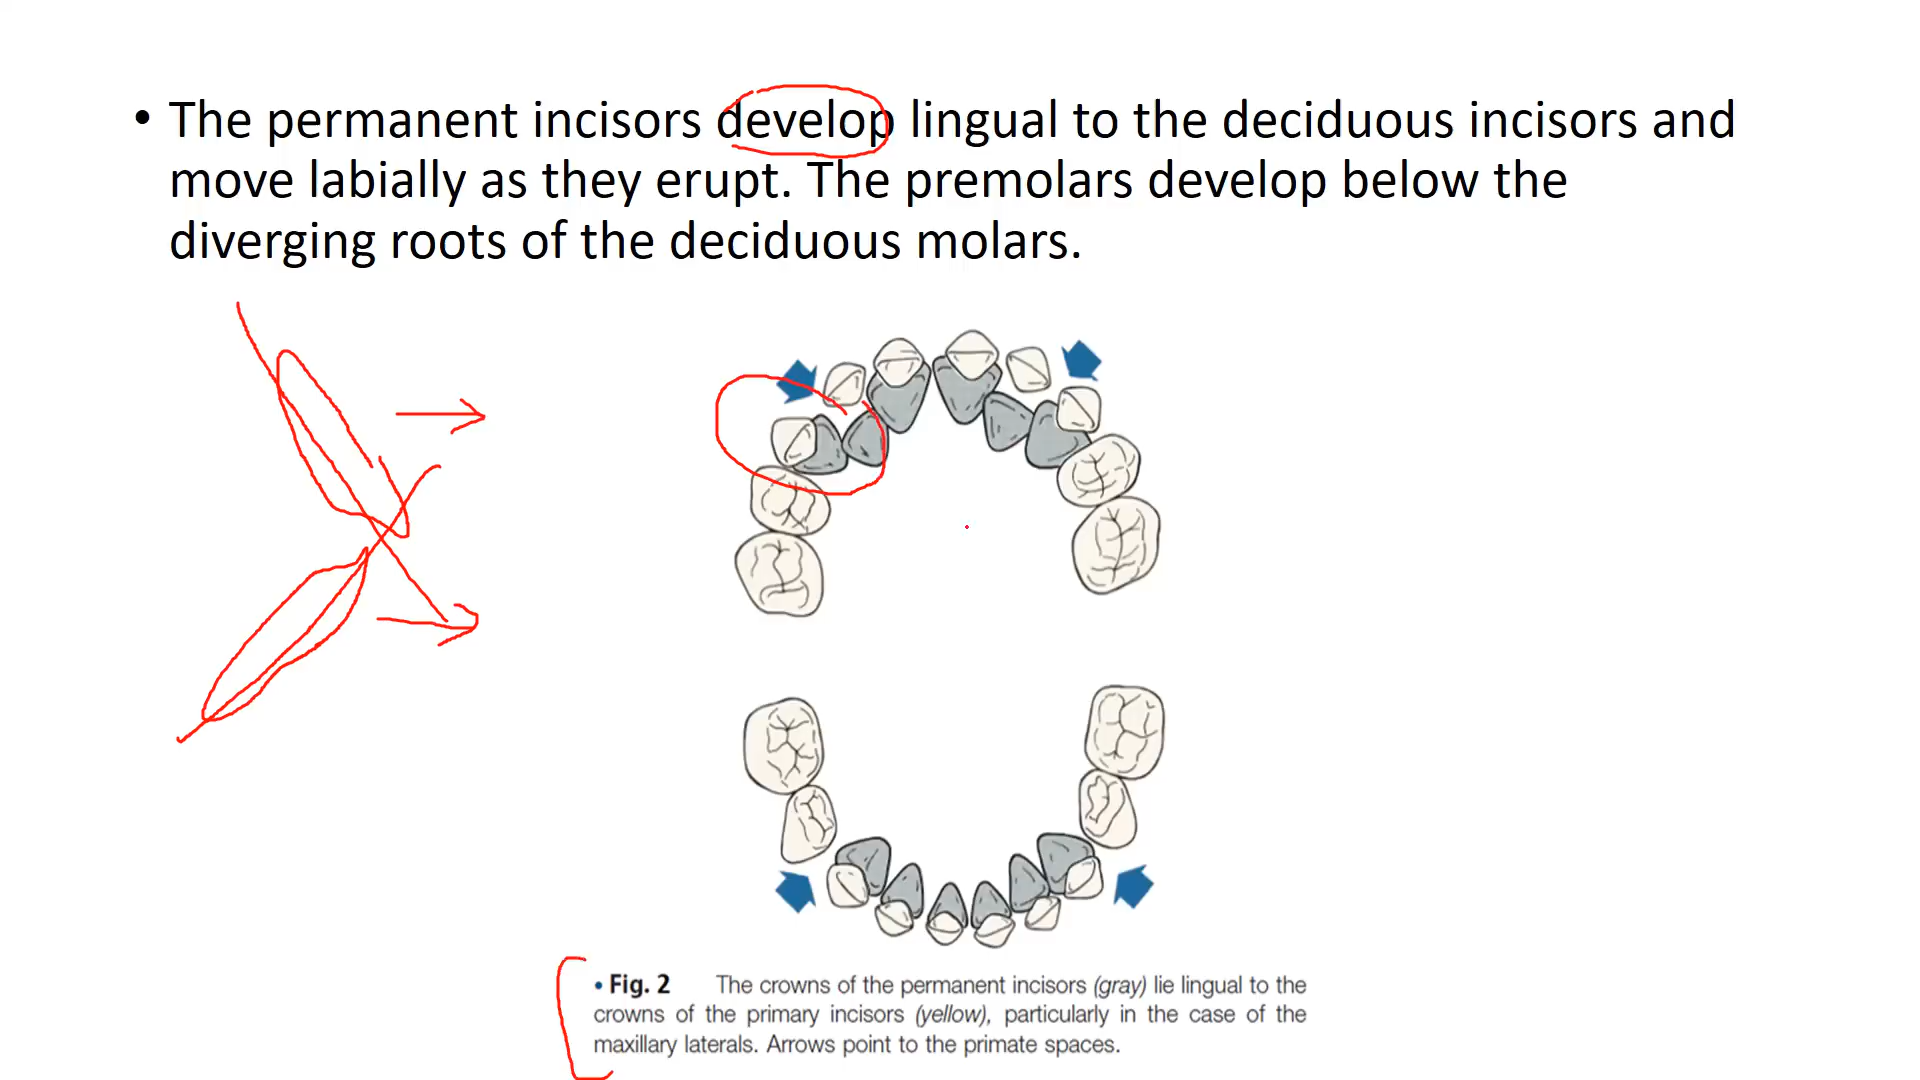 • The permanent incisors develop lingual to the deciduous incisors and
move labially as they erupt. The premolars develop below the
diverging roots of the deciduous molars.
• Fig. 2 The crowns of the permanent incisors (gray) lie lingual to the
crowns of the primary incisors (yellow), particularly in the case of the
maxillary laterals. Arrows point to the primate spaces.